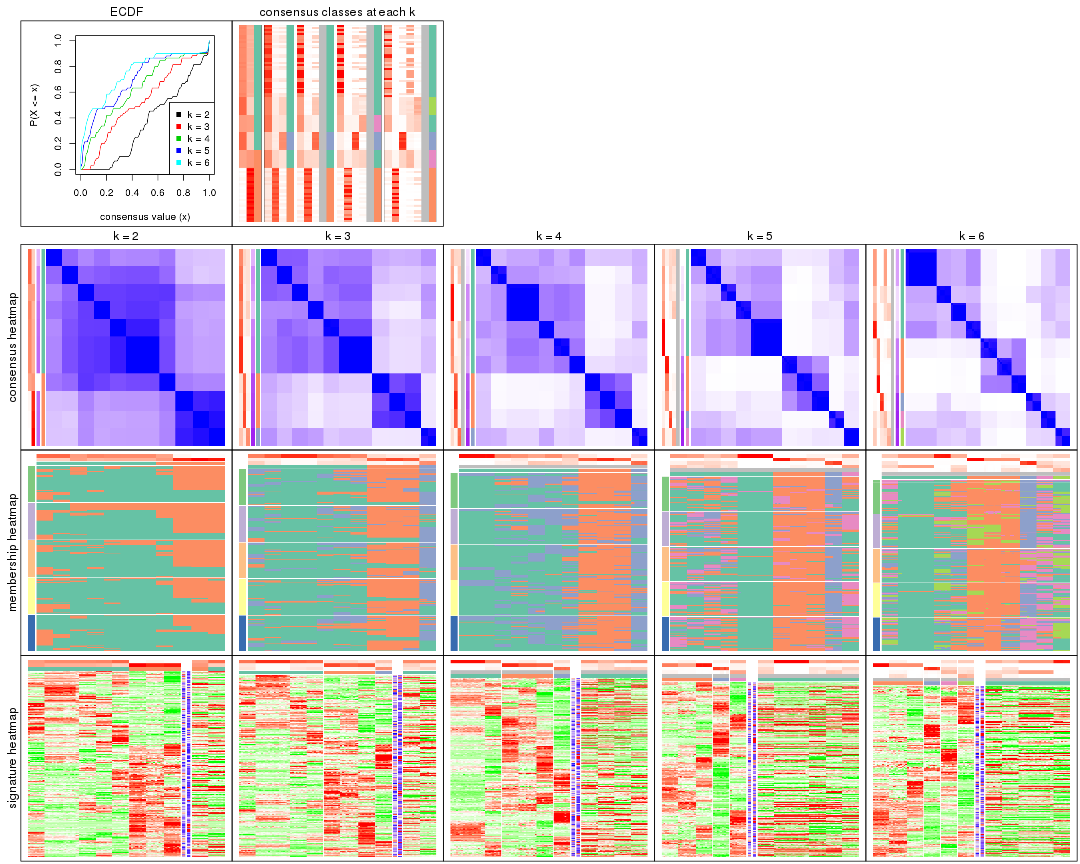 ECDF
consensus classes at each k
P(X <= x)
0.0 0.2 0.4 0.6 0.8 1.0
k = 2
k = 3
k = 4
k = 5
k = 6
0.0 0.2 0.4 0.6 0.8 1.0
consensus value (x)
k = 2
k = 3
k = 4
k = 5
k = 6
consensus heatmap
membership heatmap
signature heatmap